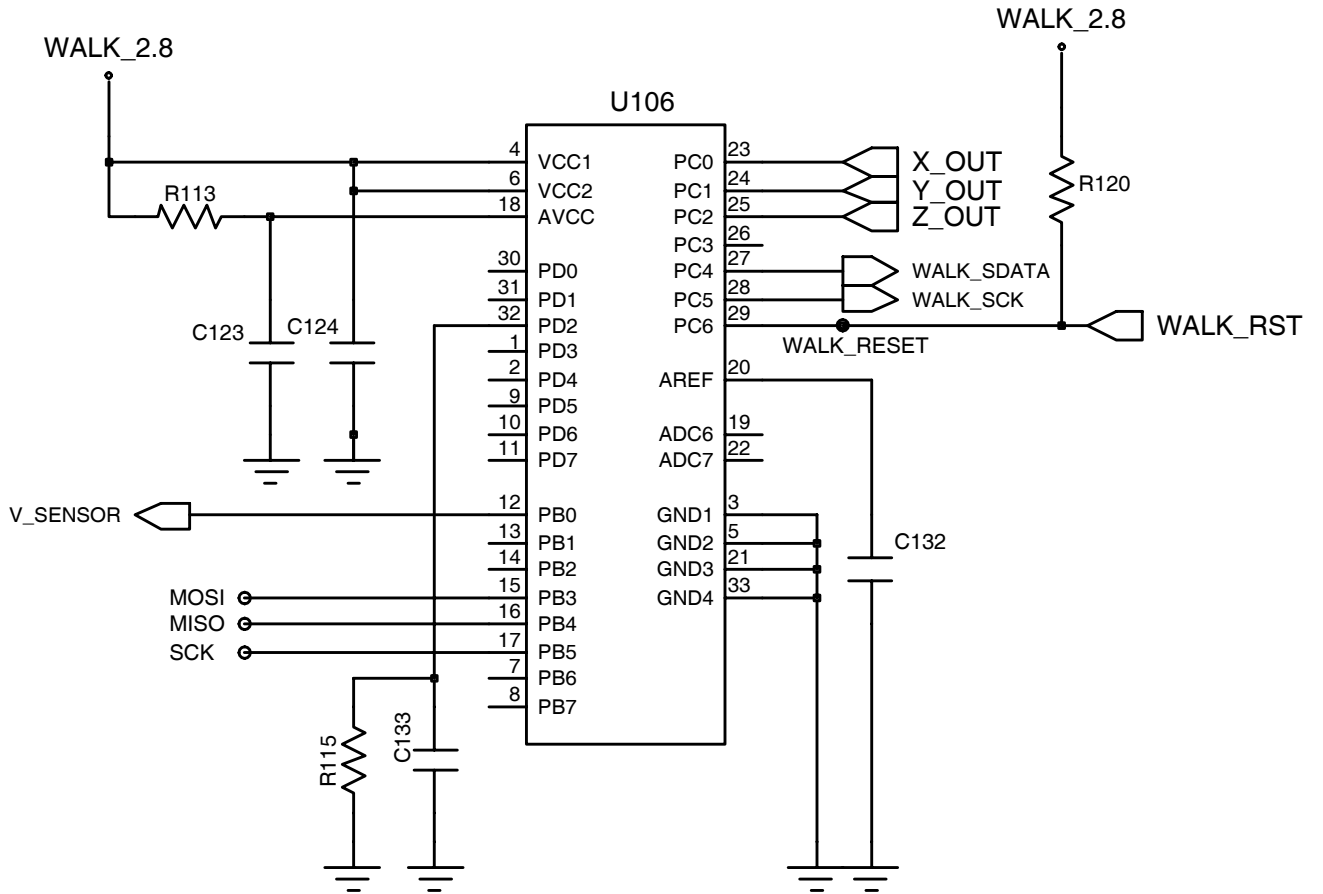 WALK_2.8
WALK_2.8
U106
4 VCC1 PC0 23 X_OUT
6 VCC2 PC1 24 Y_OUT
R113
R120
18 AVCC PC2 25 Z_OUT
PC3 26
30 PD0 PC4 27 WALK_SDATA
31 PD1 PC5 28 WALK_SCK
32 PD2 PC6 29 WALK_RST
C123 C124
WALK_RESET
1 PD3
2 PD4 AREF 20
9 PD5
10 PD6 ADC6 19
11 PD7 ADC7 22
V_SENSOR 12 PB0 GND1 3
13 PB1 GND2 5
C132
14 PB2 GND3 21
MOSI 15 PB3 GND4 33
MISO 16 PB4
SCK 17 PB5
7 PB6
8 PB7
R115 C133